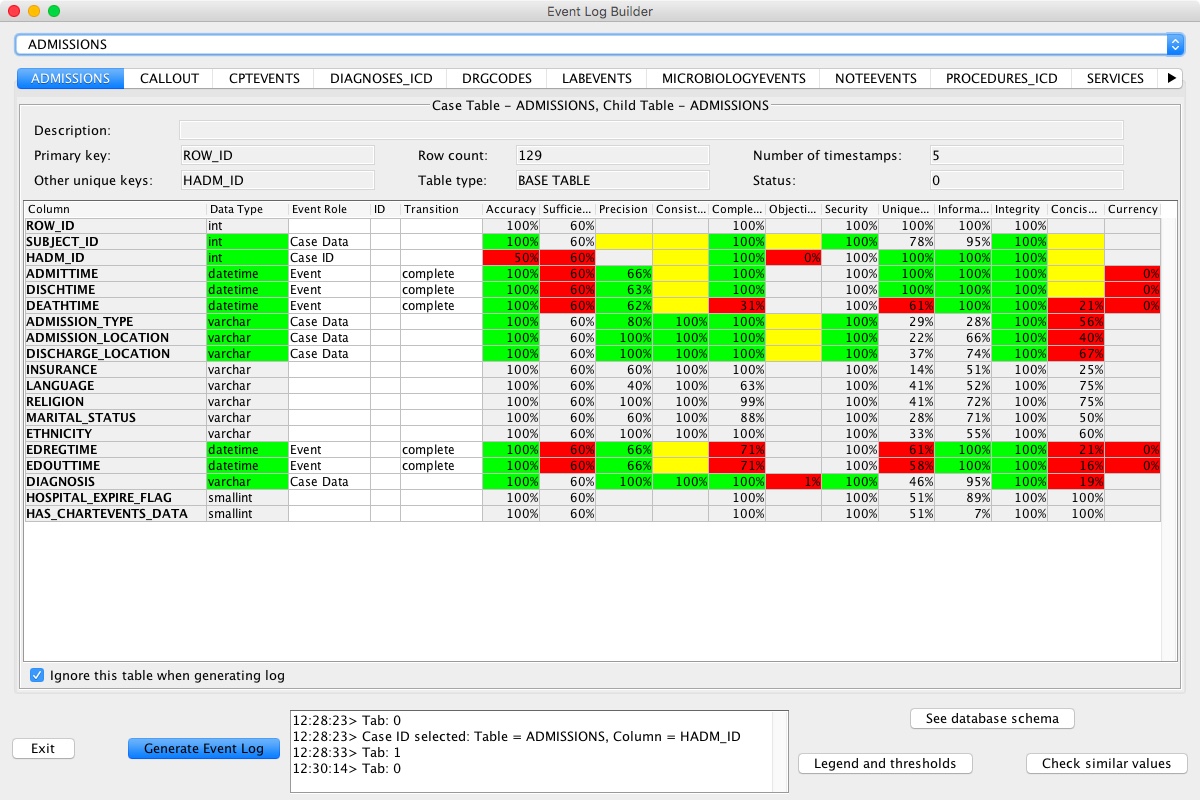 Event Log Builder
ADMISSIONS
ADMISSIONS CALLOUT CPTEVENTS DIAGNOSES_ICD DRGCODES LABEVENTS MICROBIOLOGYEVENTS NOTEEVENTS PROCEDURES_ICD SERVICES
Case Table – ADMISSIONS, Child Table – ADMISSIONS
Description:
Primary key: ROW_ID Row count: 129 Number of timestamps: 5
Other unique keys: HADM_ID Table type: BASE TABLE Status: 0
Column Data Type Event Role ID Transition Accuracy Sufficie... Precision Consist... Comple... Objecti... Security Unique... Informa... Integrity Concis... Currency
ROW_ID int 100% 60% 100% 100% 100% 100% 100%
SUBJECT_ID int Case Data 100% 60% 100% 100% 78% 95% 100%
HADM_ID int Case ID 50% 60% 100% 0% 100% 100% 100% 100%
ADMITTIME datetime Event complete 100% 60% 66% 100% 100% 100% 100% 100% 0%
DISCHTIME datetime Event complete 100% 60% 63% 100% 100% 100% 100% 100% 0%
DEATHTIME datetime Event complete 100% 60% 62% 31% 100% 61% 100% 100% 21% 0%
ADMISSION_TYPE varchar Case Data 100% 60% 80% 100% 100% 100% 29% 28% 100% 56%
ADMISSION_LOCATION varchar Case Data 100% 60% 100% 100% 100% 100% 22% 66% 100% 40%
DISCHARGE_LOCATION varchar Case Data 100% 60% 100% 100% 100% 100% 37% 74% 100% 67%
INSURANCE varchar 100% 60% 60% 100% 100% 100% 14% 51% 100% 25%
LANGUAGE varchar 100% 60% 40% 100% 63% 100% 41% 52% 100% 75%
RELIGION varchar 100% 60% 100% 100% 99% 100% 41% 72% 100% 75%
MARITAL_STATUS varchar 100% 60% 60% 100% 88% 100% 28% 71% 100% 50%
ETHNICITY varchar 100% 60% 100% 100% 100% 100% 33% 55% 100% 60%
EDREGTIME datetime Event complete 100% 60% 66% 71% 100% 61% 100% 100% 21% 0%
EDOUTTIME datetime Event complete 100% 60% 66% 71% 100% 58% 100% 100% 16% 0%
DIAGNOSIS varchar Case Data 100% 60% 100% 100% 100% 1% 100% 46% 95% 100% 19%
HOSPITAL_EXPIRE_FLAG smallint 100% 60% 100% 100% 51% 89% 100% 100%
HAS_CHARTEVENTS_DATA smallint 100% 60% 100% 100% 51% 7% 100% 100%
Ignore this table when generating log
Exit
Generate Event Log
12:28:23> Tab: 0
12:28:23> Case ID selected: Table = ADMISSIONS, Column = HADM_ID
12:28:33> Tab: 1
12:30:14> Tab: 0
See database schema
Legend and thresholds
Check similar values